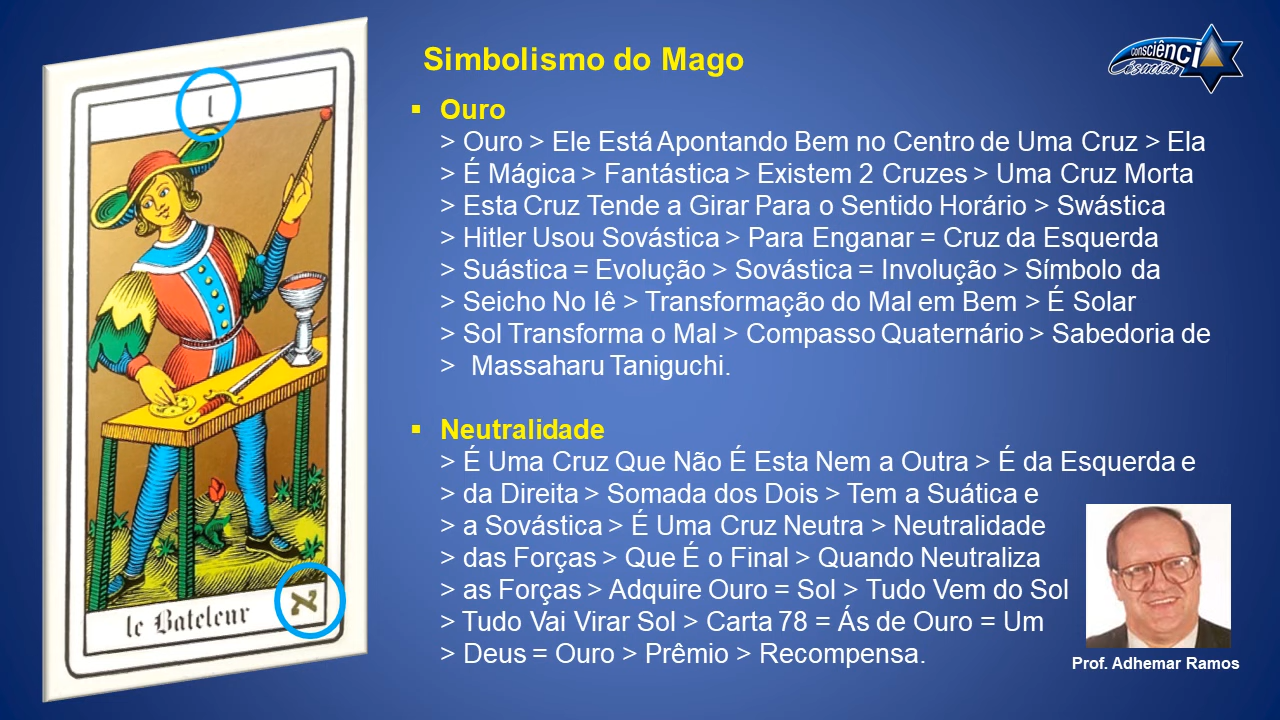 I
le Bateleur
א
Simbolismo do Mago
CONSCIÊNCIA
Cósmica
▪ Ouro
> Ouro > Ele Está Apontando Bem no Centro de Uma Cruz > Ela
> É Mágica > Fantástica > Existem 2 Cruzes > Uma Cruz Morta
> Esta Cruz Tende a Girar Para o Sentido Horário > Swástica
> Hitler Usou Sovástica > Para Enganar = Cruz da Esquerda
> Suástica = Evolução > Sovástica = Involução > Símbolo da
> Seicho No Iê > Transformação do Mal em Bem > É Solar
> Sol Transforma o Mal > Compasso Quaternário > Sabedoria de
> Massaharu Taniguchi.
▪ Neutralidade
> É Uma Cruz Que Não É Esta Nem a Outra > É da Esquerda e
> da Direita > Somada dos Dois > Tem a Suática e
> a Sovástica > É Uma Cruz Neutra > Neutralidade
> das Forças > Que É o Final > Quando Neutraliza
> as Forças > Adquire Ouro = Sol > Tudo Vem do Sol
> Tudo Vai Virar Sol > Carta 78 = Ás de Ouro = Um
> Deus = Ouro > Prêmio > Recompensa.
Prof. Adhemar Ramos